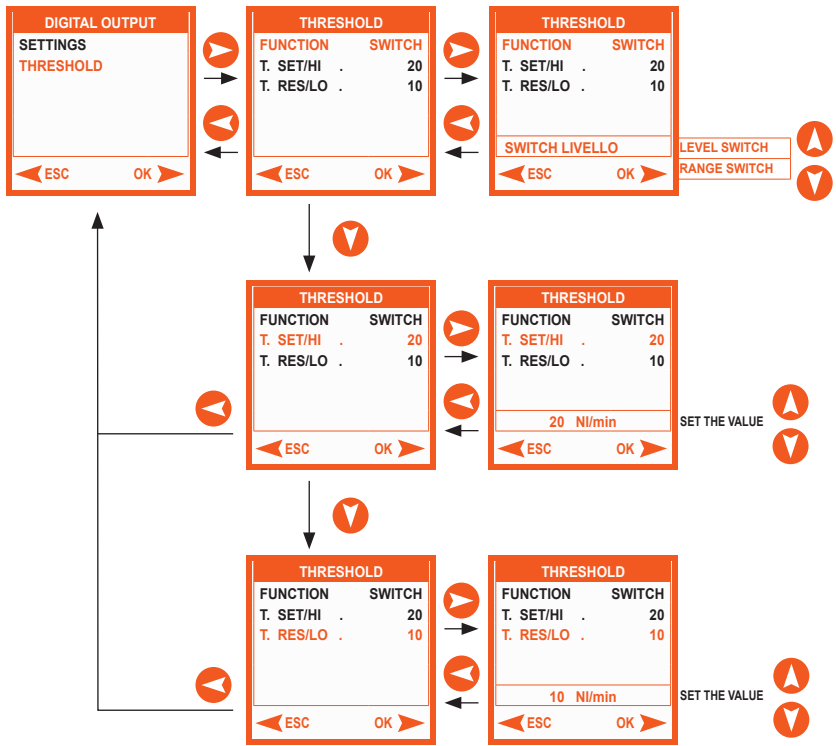 DIGITAL OUTPUT
SETTINGS
THRESHOLD
ESC OK
THRESHOLD
FUNCTION SWITCH
T. SET/HI . 20
T. RES/LO . 10
ESC OK
THRESHOLD
FUNCTION SWITCH
T. SET/HI . 20
T. RES/LO . 10
SWITCH LIVELLO
ESC OK
LEVEL SWITCH
RANGE SWITCH
THRESHOLD
FUNCTION SWITCH
T. SET/HI . 20
T. RES/LO . 10
ESC OK
THRESHOLD
FUNCTION SWITCH
T. SET/HI . 20
T. RES/LO . 10
20 Nl/min
ESC OK
SET THE VALUE
THRESHOLD
FUNCTION SWITCH
T. SET/HI . 20
T. RES/LO . 10
ESC OK
THRESHOLD
FUNCTION SWITCH
T. SET/HI . 20
T. RES/LO . 10
10 Nl/min
ESC OK
SET THE VALUE